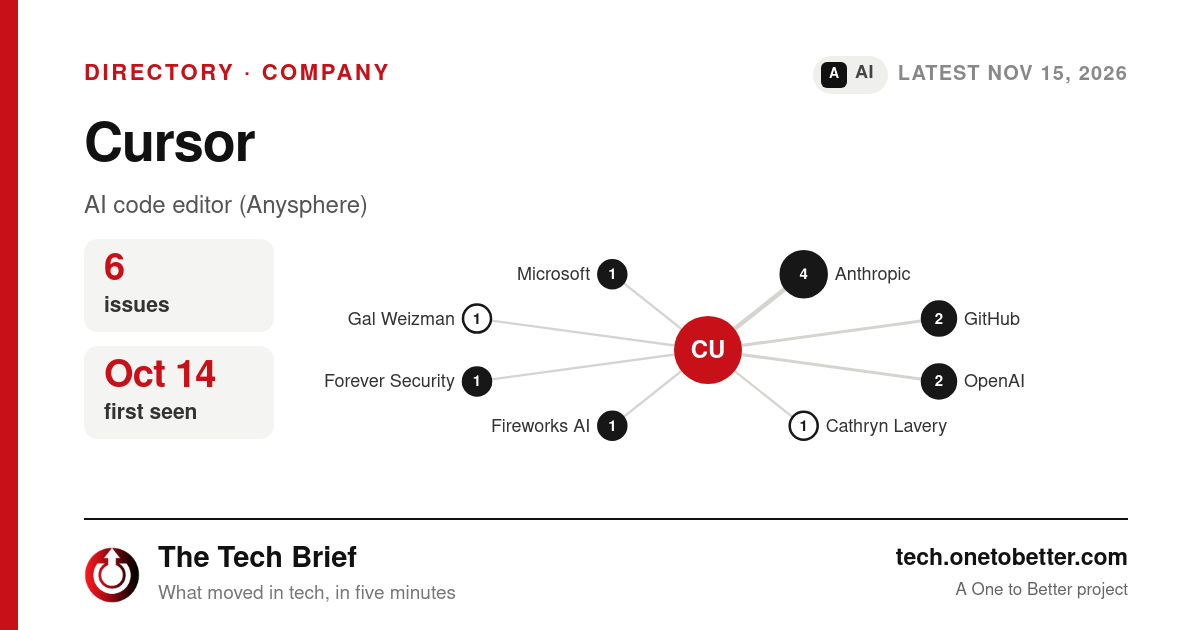 DIRECTORY · COMPANY
A AI LATEST NOV 15, 2026
Cursor
AI code editor (Anysphere)
6
issues
Oct 14
first seen
Microsoft 1
4 Anthropic
Gal Weizman 1
2 GitHub
CU
Forever Security 1
2 OpenAI
Fireworks AI 1
1 Cathryn Lavery
The Tech Brief
What moved in tech, in five minutes
tech.onetobetter.com
A One to Better project